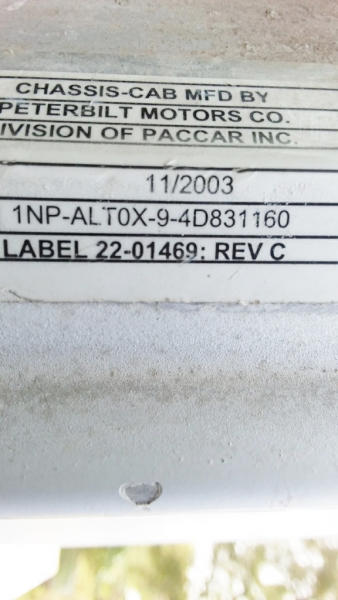 CHASSIS-CAB MFD BY
PETERBILT MOTORS CO.
DIVISION OF PACCAR INC.
11/2003
1NP-ALT0X-9-4D831160
LABEL 22-01469: REV C